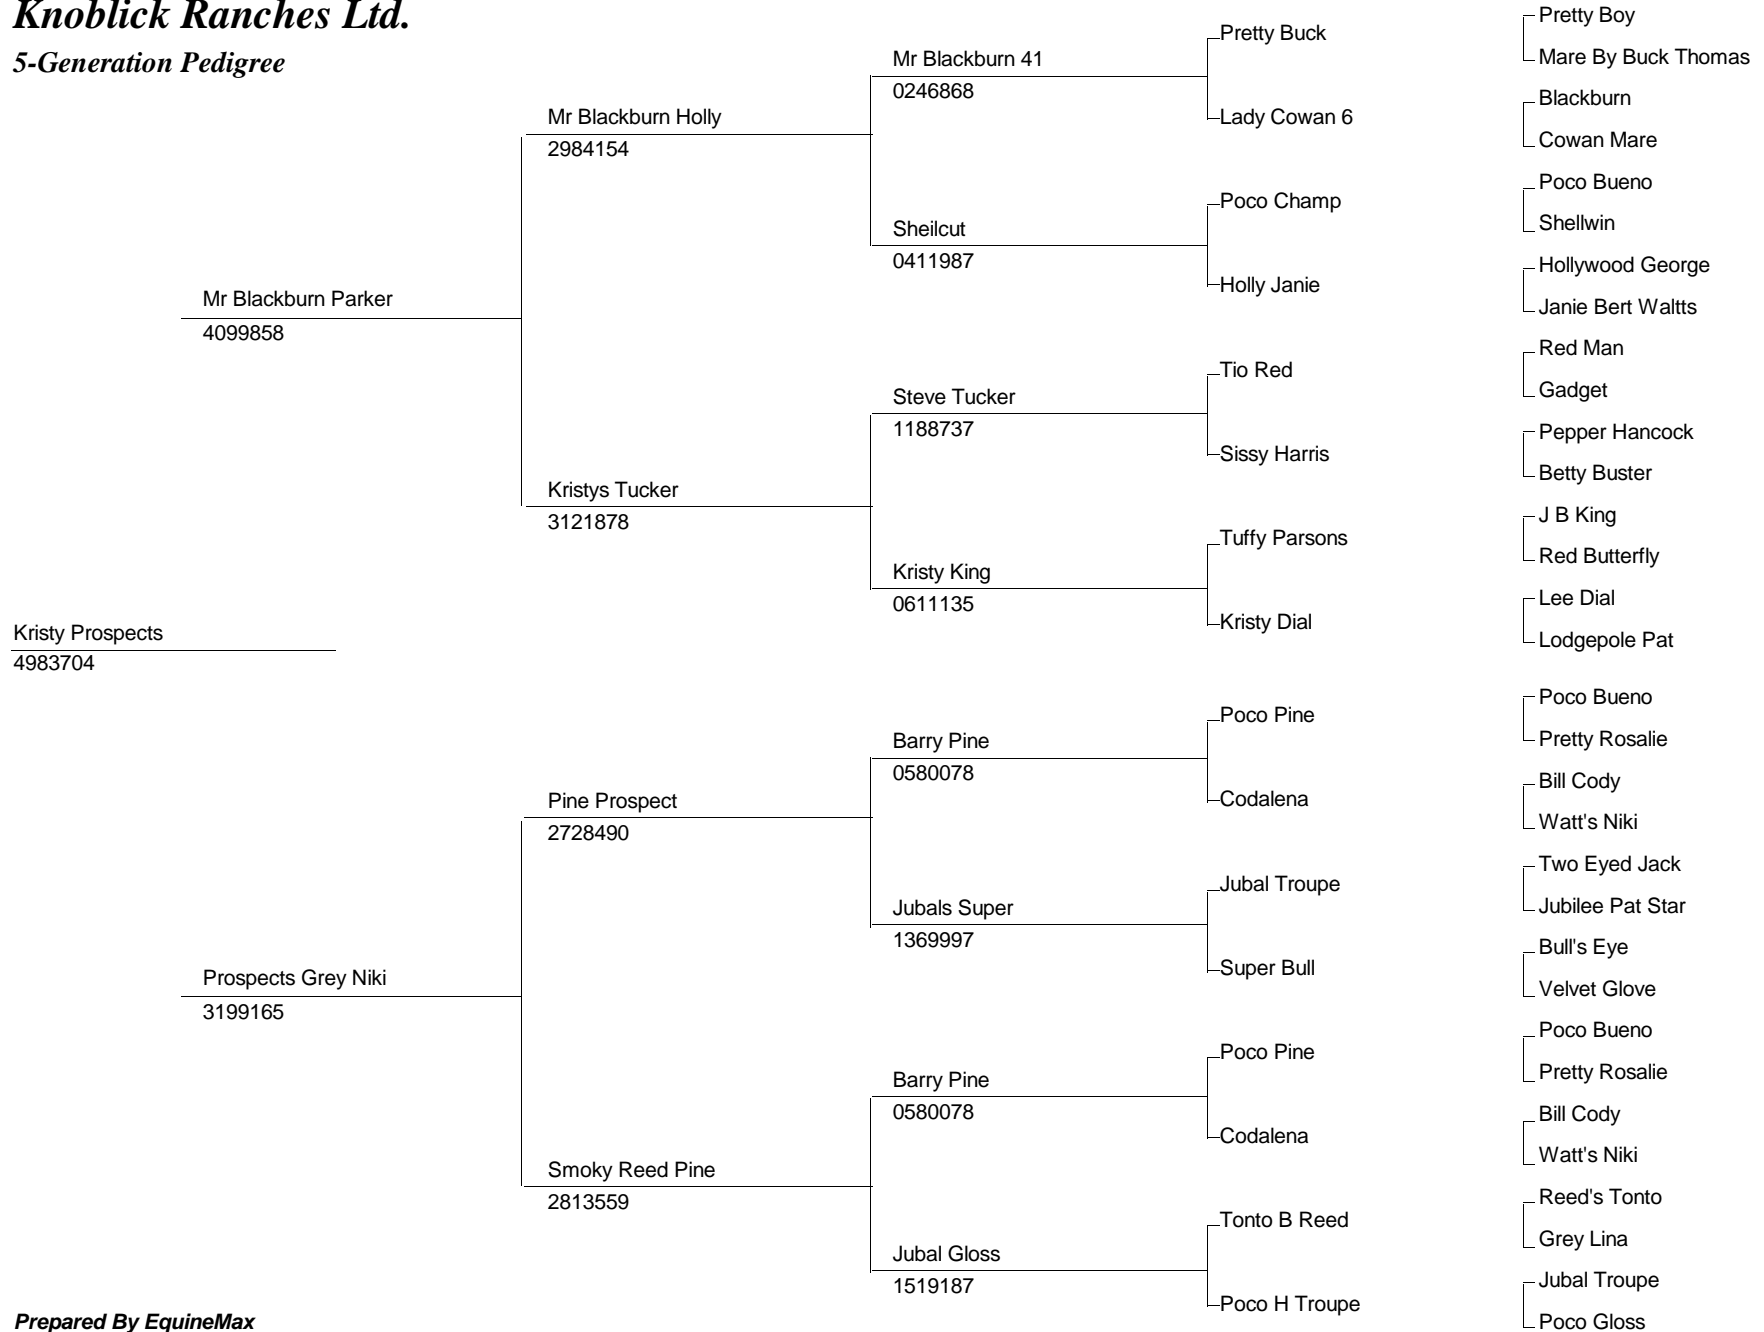 Knoblick Ranches Ltd.
5-Generation Pedigree
Kristy Prospects
4983704
Mr Blackburn Parker
4099858
Prospects Grey Niki
3199165
Mr Blackburn Holly
2984154
Kristys Tucker
3121878
Pine Prospect
2728490
Smoky Reed Pine
2813559
Mr Blackburn 41
0246868
Sheilcut
0411987
Steve Tucker
1188737
Kristy King
0611135
Barry Pine
0580078
Jubals Super
1369997
Barry Pine
0580078
Jubal Gloss
1519187
Pretty Buck
Lady Cowan 6
Poco Champ
Holly Janie
Tio Red
Sissy Harris
Tuffy Parsons
Kristy Dial
Poco Pine
Codalena
Jubal Troupe
Super Bull
Poco Pine
Codalena
Tonto B Reed
Poco H Troupe
Pretty Boy
Mare By Buck Thomas
Blackburn
Cowan Mare
Poco Bueno
Shellwin
Hollywood George
Janie Bert Waltts
Red Man
Gadget
Pepper Hancock
Betty Buster
J B King
Red Butterfly
Lee Dial
Lodgepole Pat
Poco Bueno
Pretty Rosalie
Bill Cody
Watt's Niki
Two Eyed Jack
Jubilee Pat Star
Bull's Eye
Velvet Glove
Poco Bueno
Pretty Rosalie
Bill Cody
Watt's Niki
Reed's Tonto
Grey Lina
Jubal Troupe
Poco Gloss
Prepared By EquineMax